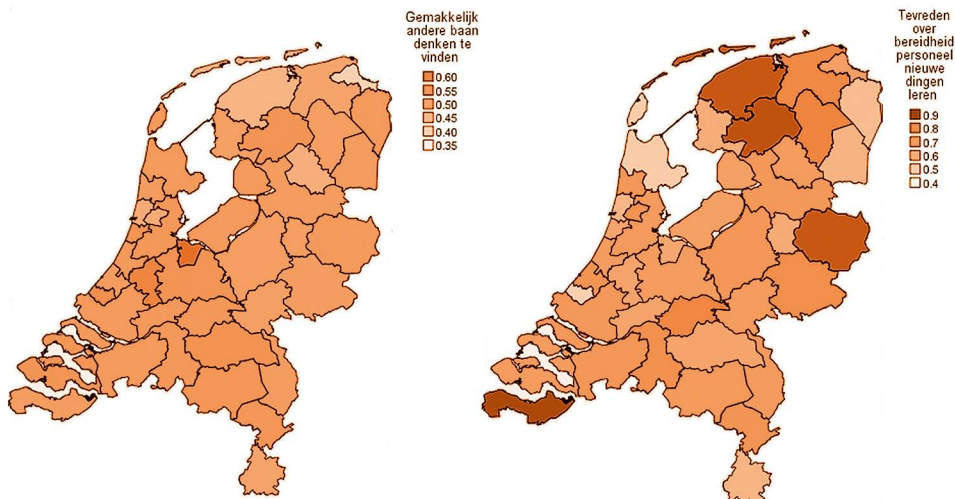 Gemakkelijk
andere baan
denken te
vinden
0.60
0.55
0.50
0.45
0.40
0.35
Tevreden
over
bereidheid
personeel
nieuwe
dingen
leren
0.9
0.8
0.7
0.6
0.5
0.4